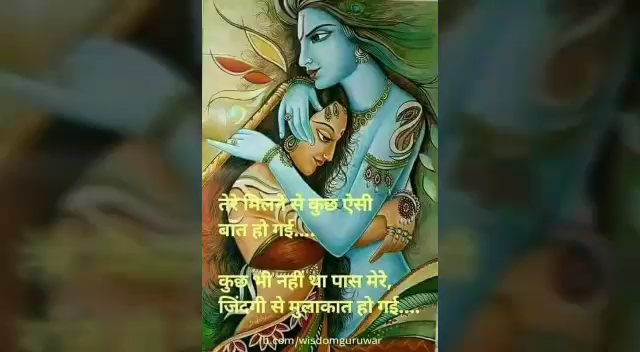 तेरे मिलने से कुछ ऐसी
बात हो गई....
कुछ भी नहीं था पास मेरे,
ज़िंदगी से मुलाकात हो गई....
fb.com/wisdomguruwar